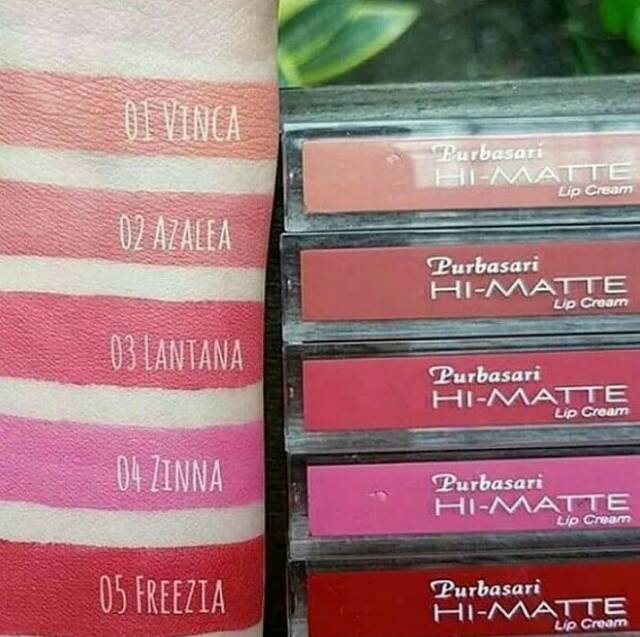 01 VINCA
02 AZALEA
03 LANTANA
04 ZINNA
05 FREEZIA
Purbasari
HI-MATTE
Lip Cream
Purbasari
HI-MATTE
Lip Cream
Purbasari
HI-MATTE
Lip Cream
Purbasari
HI-MATTE
Lip Cream
Purbasari
HI-MATTE
Lip Cream